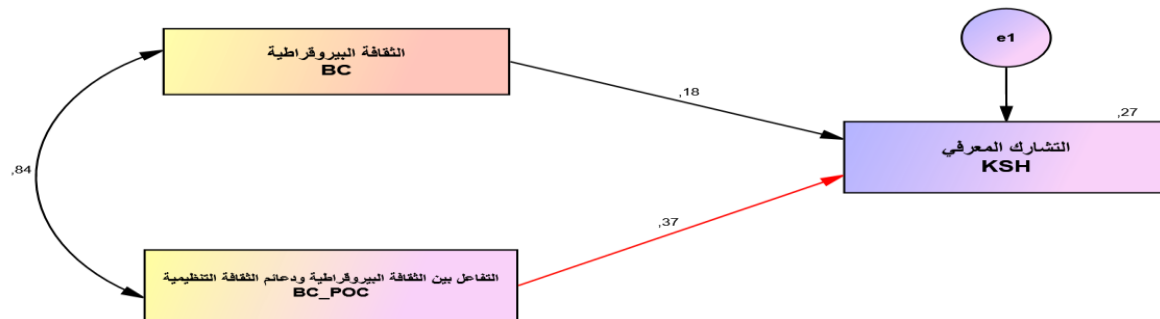 الثقافة البيروقراطية
BC
e1
,18
,27
التشارك المعرفي
KSH
,84
,37
التفاعل بين الثقافة البيروقراطية ودعائم الثقافة التنظيمية
BC_POC